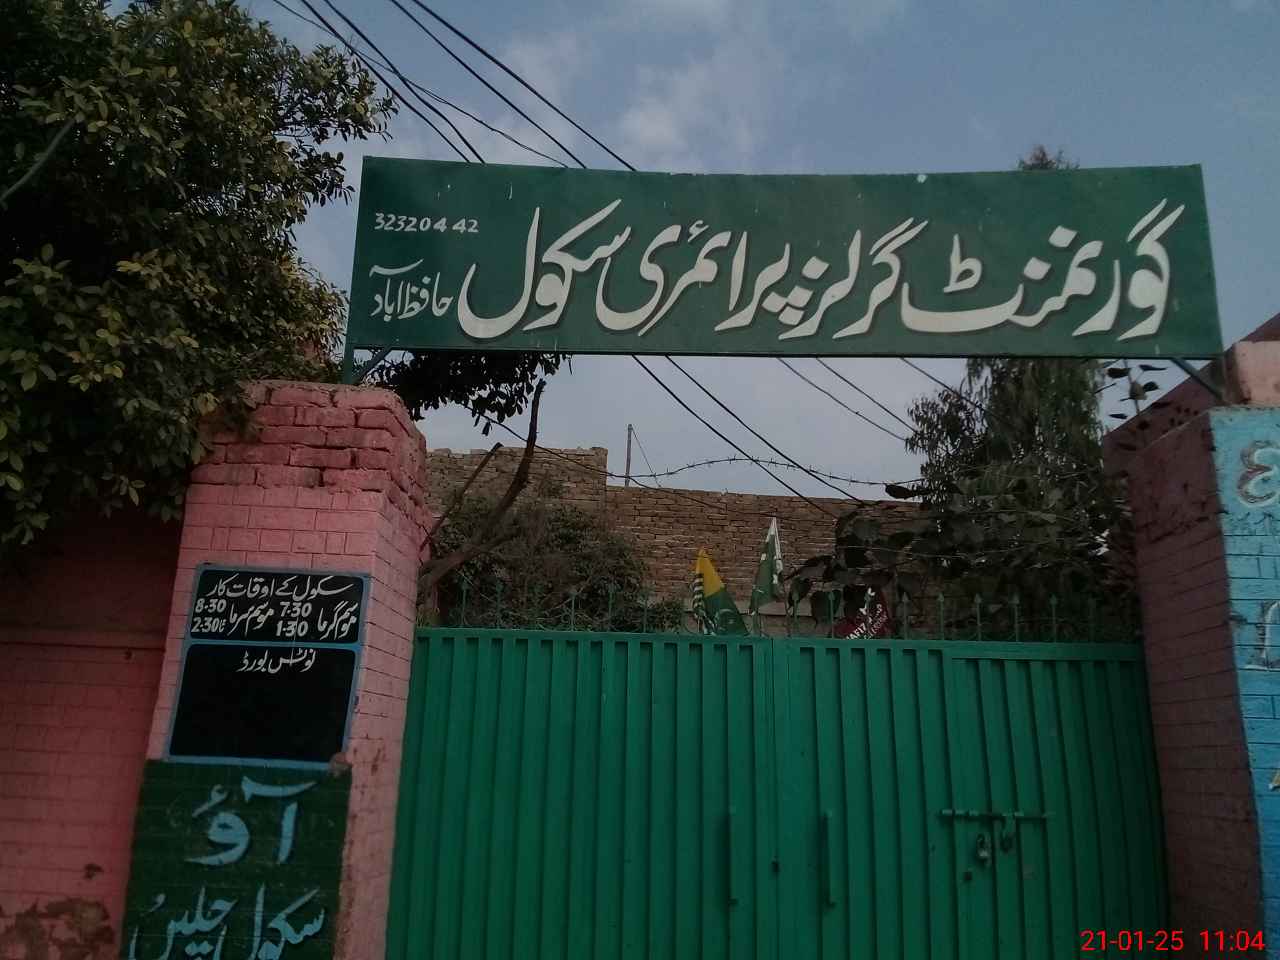 گورنمنٹ گرلز پرائمری سکول
32320442
حافظ آباد
سکول کے اوقات کار
موسم گرما 7:30 موسم سرما 8-30
1-30 تا 2:30
نوٹس بورڈ
آؤ
سکول چلیں
21-01-25 11:04